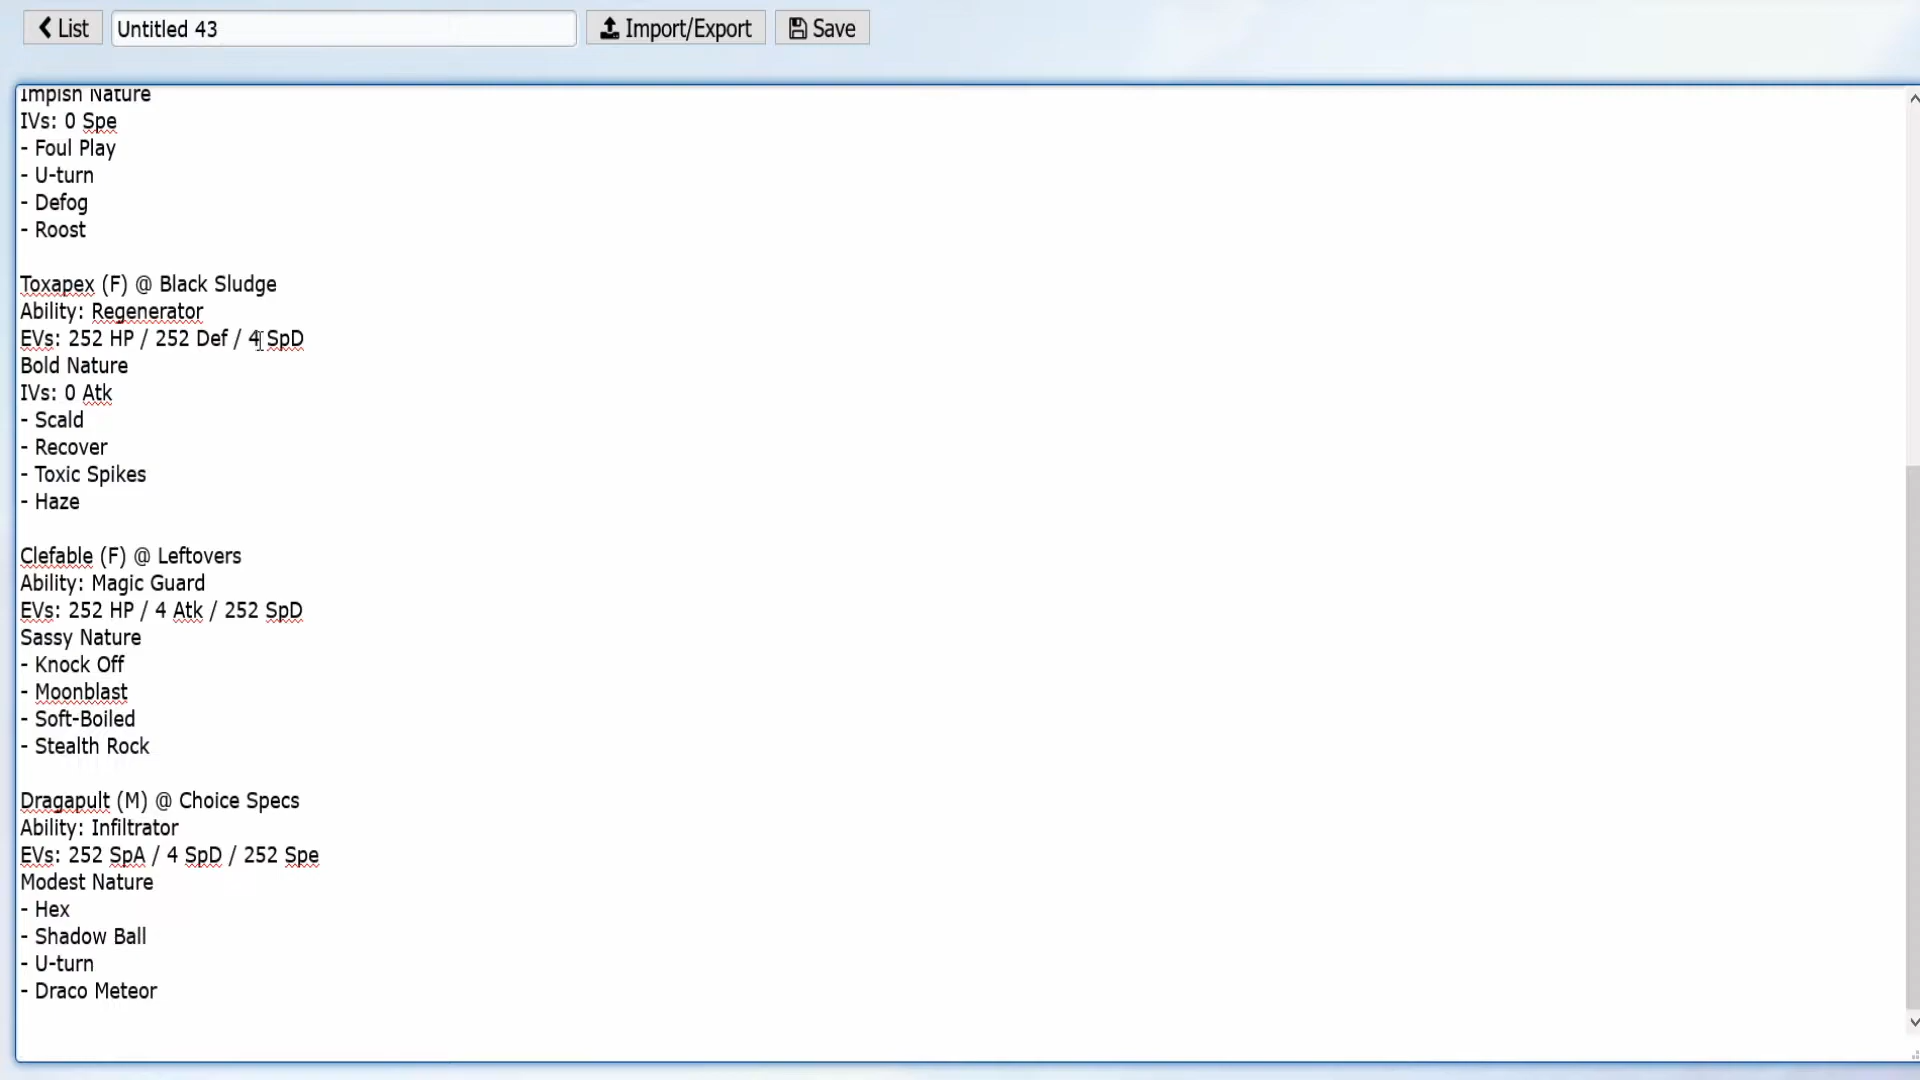 List
Untitled 43
Import/Export
Save
Impish Nature
IVs: 0 Spe
- Foul Play
- U-turn
- Defog
- Roost
Toxapex (F) @ Black Sludge
Ability: Regenerator
EVs: 252 HP / 252 Def / 4 SpD
Bold Nature
IVs: 0 Atk
- Scald
- Recover
- Toxic Spikes
- Haze
Clefable (F) @ Leftovers
Ability: Magic Guard
EVs: 252 HP / 4 Atk / 252 SpD
Sassy Nature
- Knock Off
- Moonblast
- Soft-Boiled
- Stealth Rock
Dragapult (M) @ Choice Specs
Ability: Infiltrator
EVs: 252 SpA / 4 SpD / 252 Spe
Modest Nature
- Hex
- Shadow Ball
- U-turn
- Draco Meteor